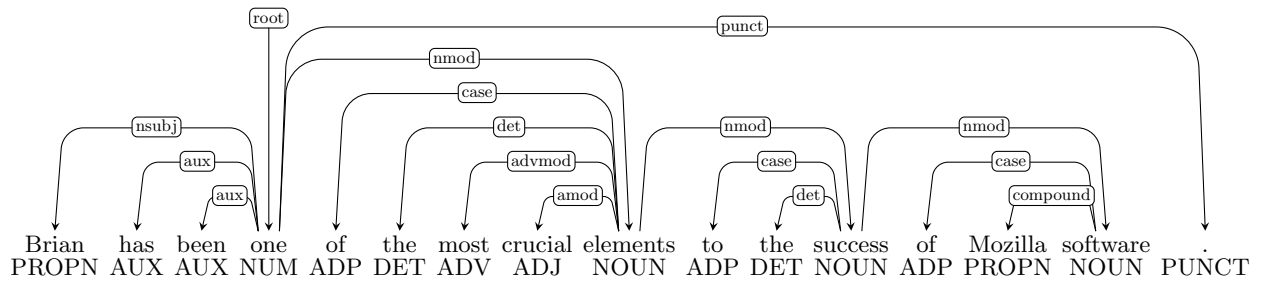 root
punct
nmod
case
nsubj det nmod nmod
aux advmod case case
aux amod det compound
Brian has been one of the most crucial elements to the success of Mozilla software .
PROPN AUX AUX NUM ADP DET ADV ADJ NOUN ADP DET NOUN ADP PROPN NOUN PUNCT